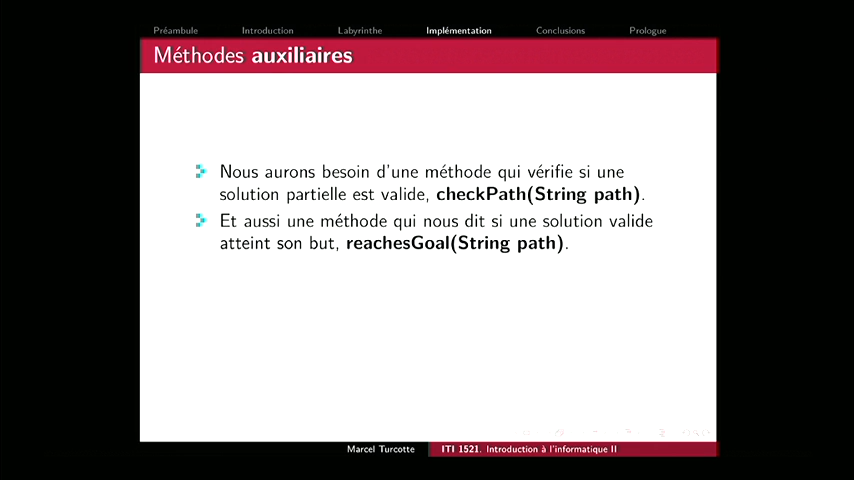 Préambule Introduction Labyrinthe Implémentation Conclusions Prologue
Méthodes auxiliaires
Nous aurons besoin d'une méthode qui vérifie si une
solution partielle est valide, checkPath(String path).
Et aussi une méthode qui nous dit si une solution valide
atteint son but, reachesGoal(String path).
Marcel Turcotte ITI 1521. Introduction à l'informatique II